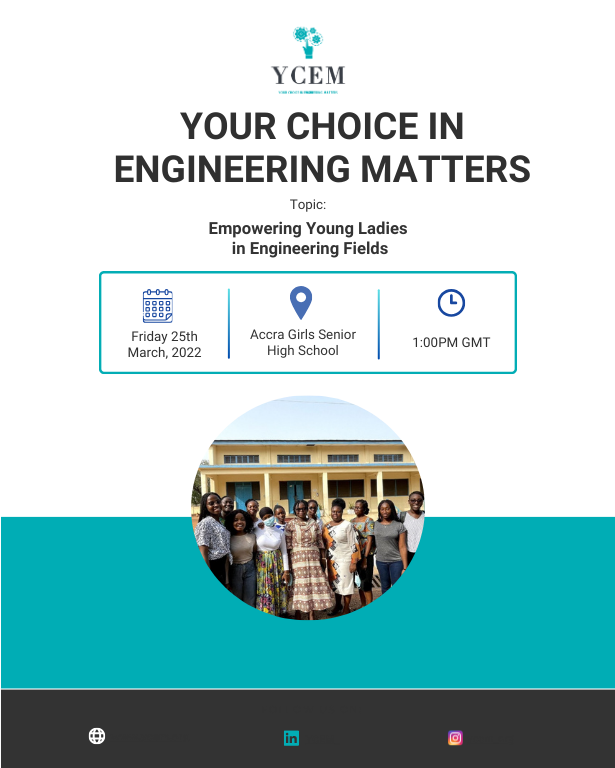 YCEM
YOUR CHOICE IN
ENGINEERING MATTERS
Topic:
Empowering Young Ladies
in Engineering Fields
Friday 25th
March, 2022
Accra Girls Senior
High School
1:00PM GMT